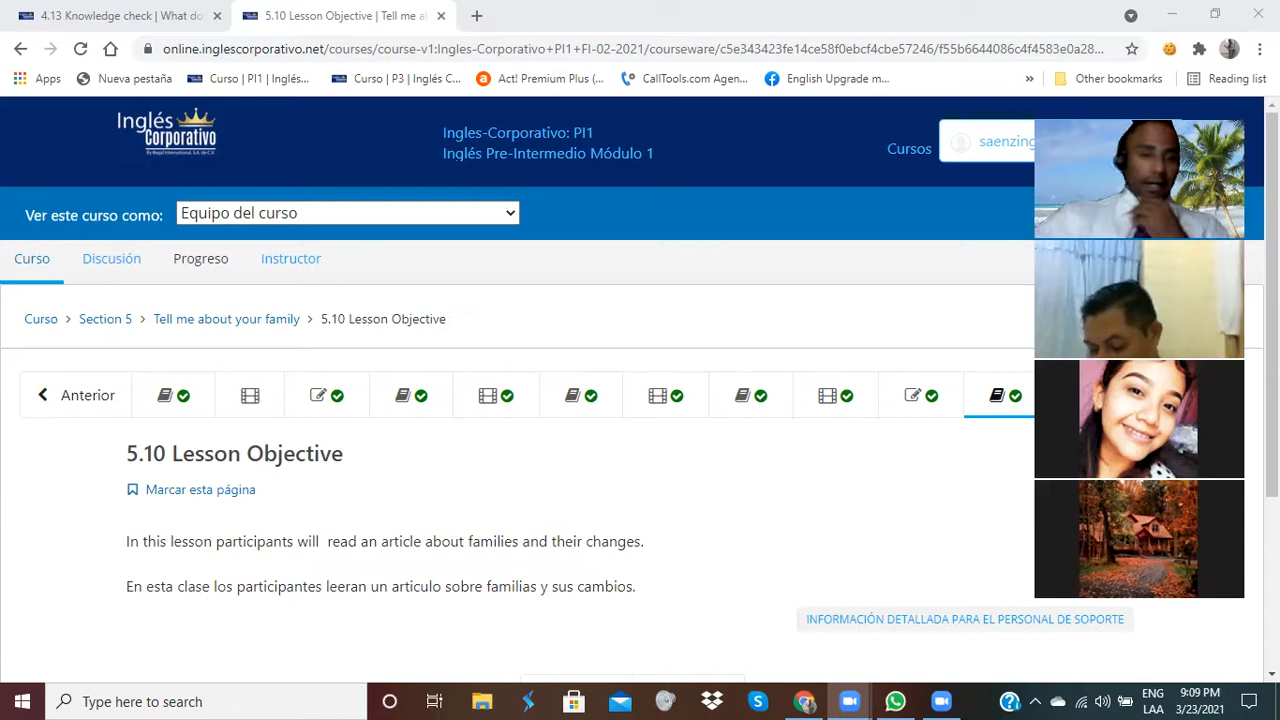 4.13 Knowledge check | What do
5.10 Lesson Objective | Tell me a
online.inglescorporativo.net/courses/course-v1:Ingles-Corporativo+PI1+FI-02-2021/courseware/c5e343423fe14ce58f0ebcf4cbe57246/f55b6644086c4f4583e0a28...
Apps
Nueva pestaña
Curso | PI1 | Inglés...
Curso | P3 | Inglés C...
Act! Premium Plus (...
CallTools.com Agen...
English Upgrade m...
»
Other bookmarks
Reading list
Inglés
Corporativo
By Regal International, S.A. de C.V.
Ingles-Corporativo: PI1
Inglés Pre-Intermedio Módulo 1
Cursos
saenzing
Ver este curso como:
Equipo del curso
Curso
Discusión
Progreso
Instructor
Curso > Section 5 > Tell me about your family > 5.10 Lesson Objective
Anterior
5.10 Lesson Objective
Marcar esta página
In this lesson participants will read an article about families and their changes.
En esta clase los participantes leeran un articulo sobre familias y sus cambios.
INFORMACIÓN DETALLADA PARA EL PERSONAL DE SOPORTE
Type here to search
ENG
LAA
9:09 PM
3/23/2021